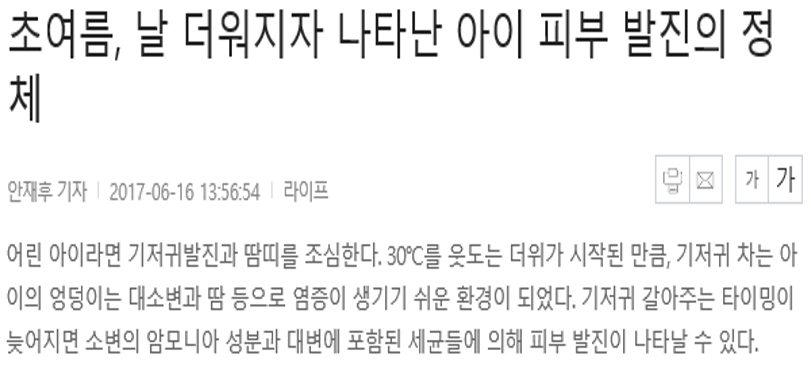 초여름, 날 더워지자 나타난 아이 피부 발진의 정
체
안재후 기자 | 2017-06-16 13:56:54 | 라이프
가 가
어린 아이라면 기저귀발진과 땀띠를 조심한다. 30℃를 웃도는 더위가 시작된 만큼, 기저귀 차는 아
이의 엉덩이는 대소변과 땀 등으로 염증이 생기기 쉬운 환경이 되었다. 기저귀 갈아주는 타이밍이
늦어지면 소변의 암모니아 성분과 대변에 포함된 세균들에 의해 피부 발진이 나타날 수 있다.